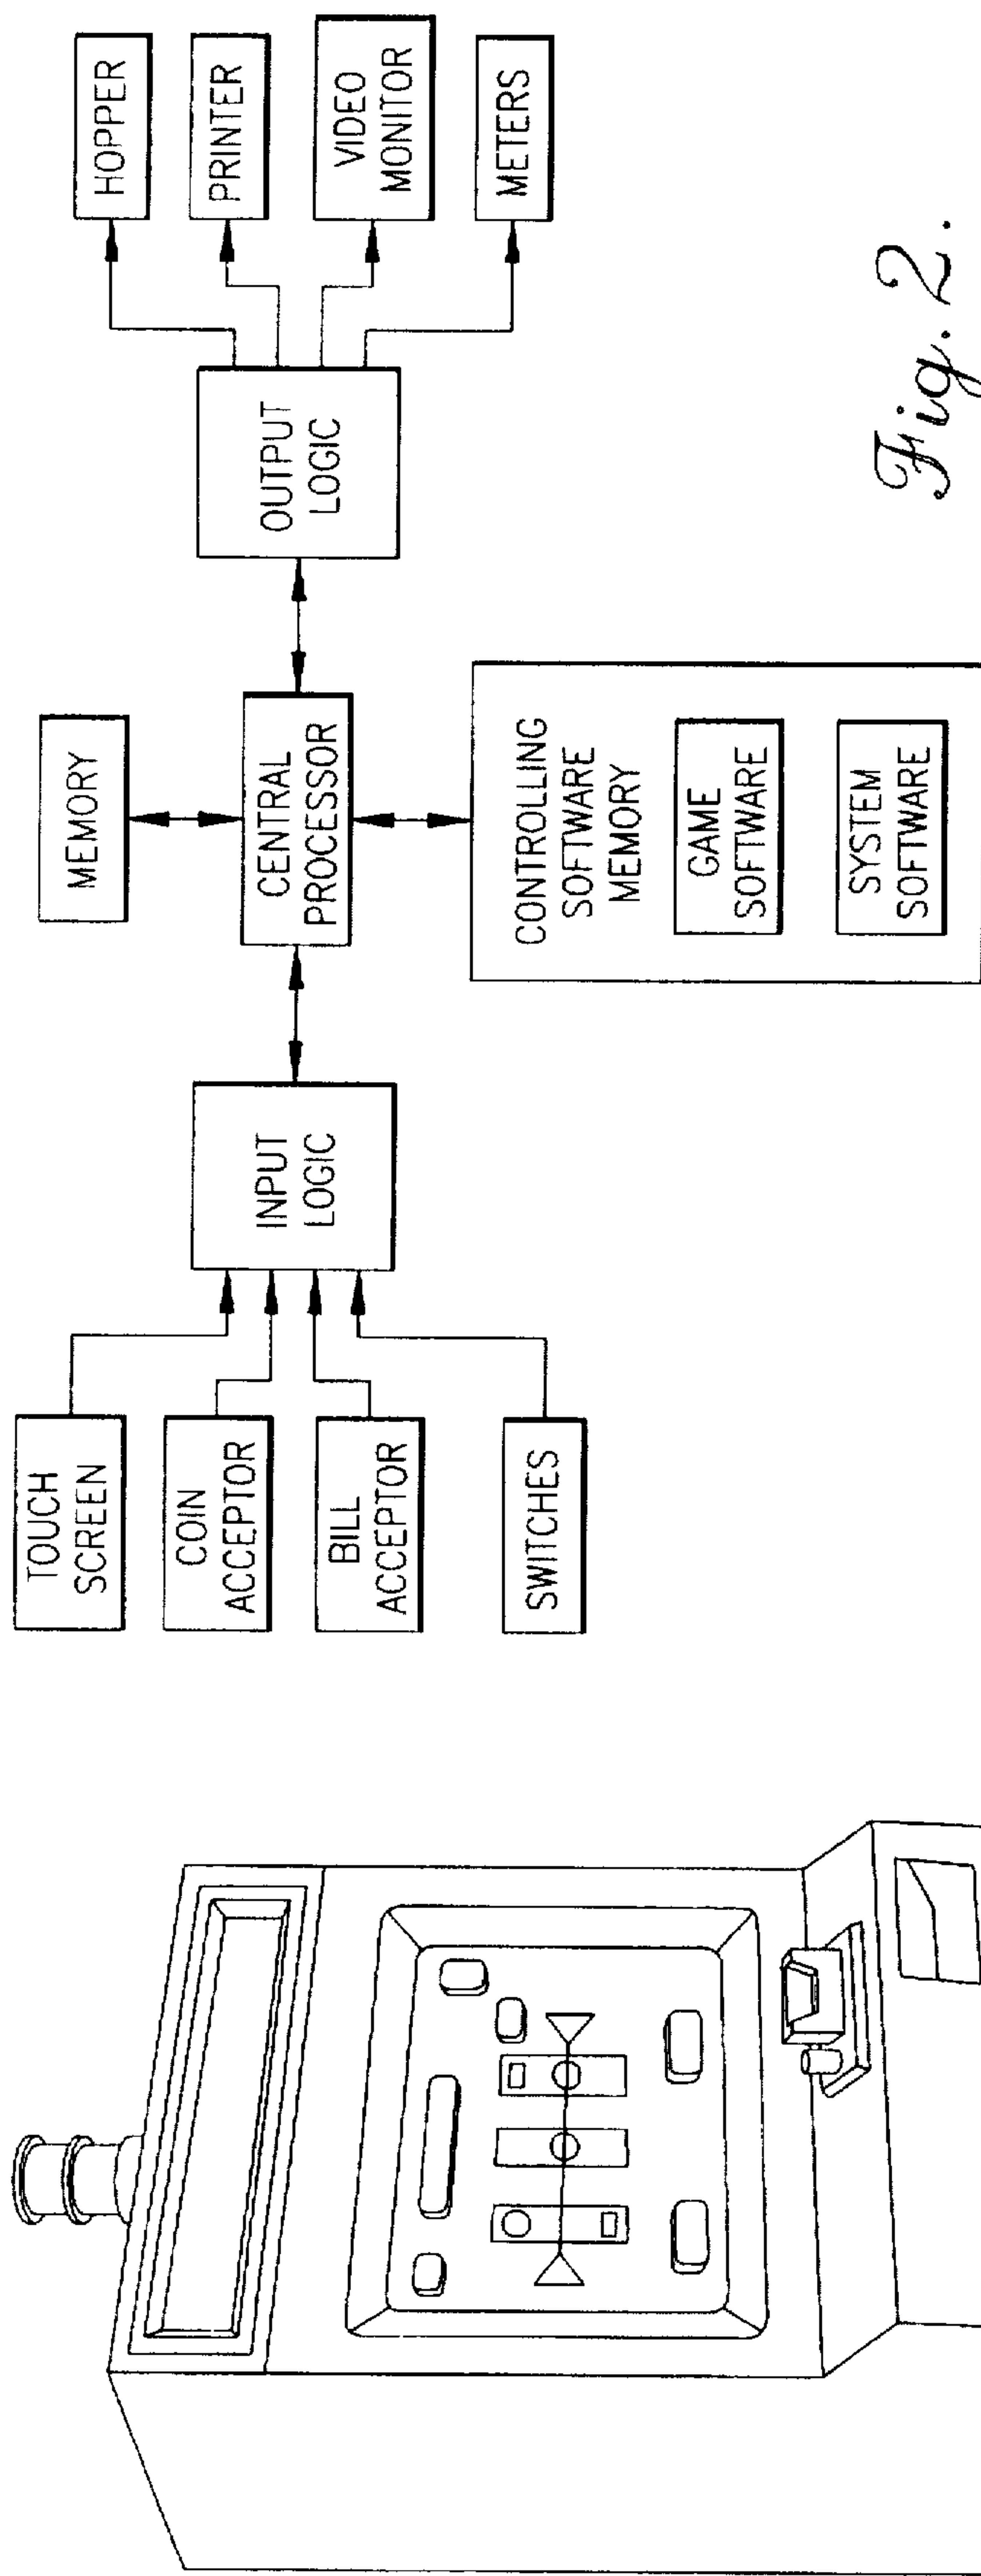 TOUCH
SCREEN
COIN
ACCEPTOR
BILL
ACCEPTOR
SWITCHES
INPUT
LOGIC
MEMORY
CENTRAL
PROCESSOR
CONTROLLING
SOFTWARE
MEMORY
GAME
SOFTWARE
SYSTEM
SOFTWARE
OUTPUT
LOGIC
HOPPER
PRINTER
VIDEO
MONITOR
METERS
Fig. 2.